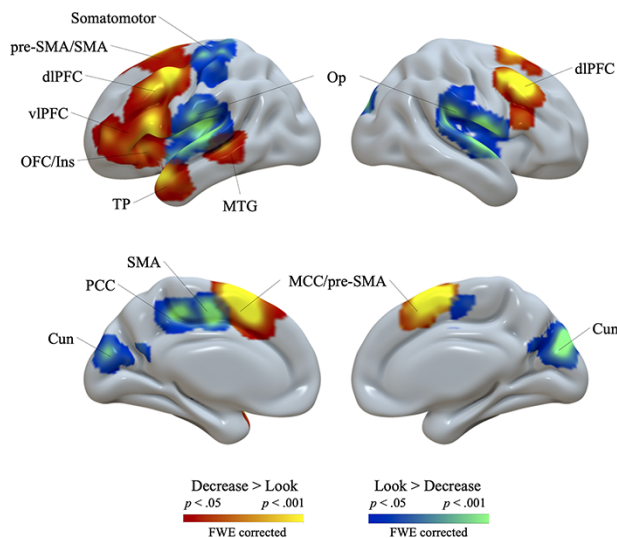 Somatomotor
pre-SMA/SMA
dlPFC
vlPFC
OFC/Ins
TP
MTG
Op
dlPFC
SMA
PCC
MCC/pre-SMA
Cun
Cun
Decrease > Look
p < .05 p < .001
FWE corrected
Look > Decrease
p < .05 p < .001
FWE corrected